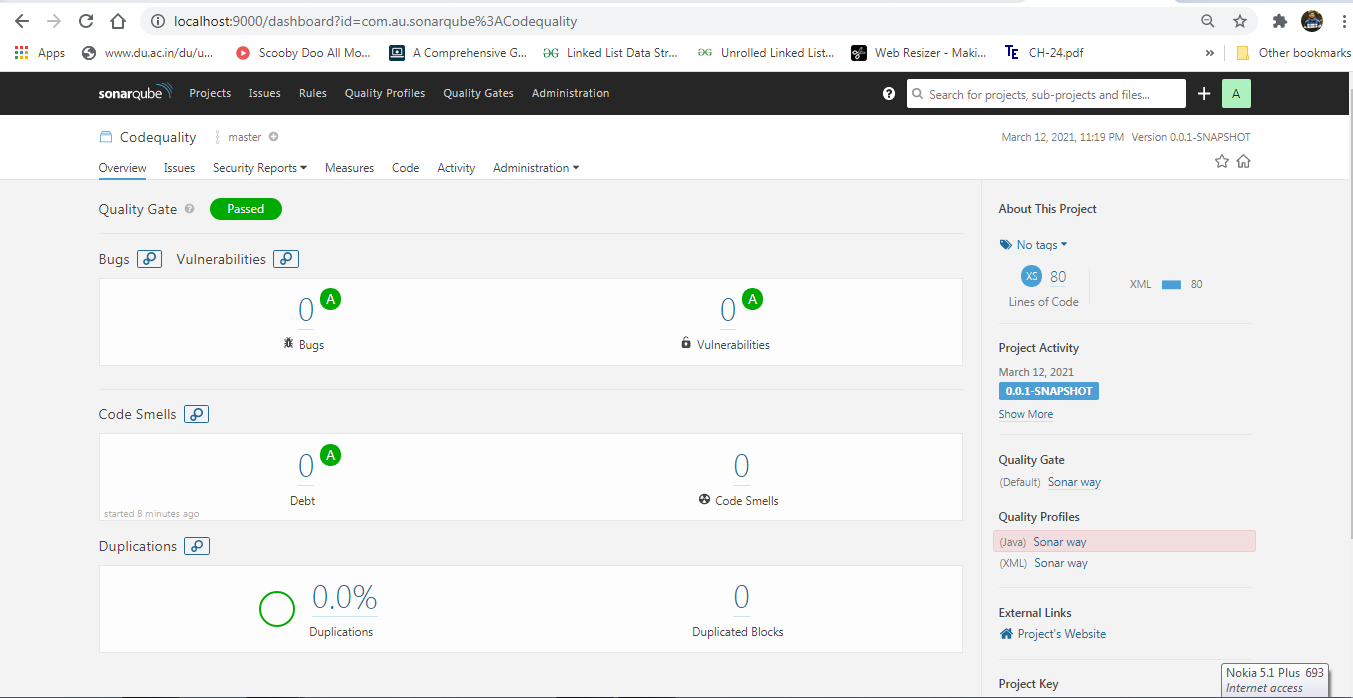 localhost:9000/dashboard?id=com.au.sonarqube%3ACodequality
Apps www.du.ac.in/du/u... Scooby Doo All Mo... A Comprehensive G... Linked List Data Str... Unrolled Linked List... Web Resizer - Maki... TE CH-24.pdf » Other bookmarks
sonarqube Projects Issues Rules Quality Profiles Quality Gates Administration ? Search for projects, sub-projects and files... + A
Codequality master March 12, 2021, 11:19 PM Version 0.0.1-SNAPSHOT
Overview Issues Security Reports Measures Code Activity Administration
Quality Gate ? Passed
Bugs Vulnerabilities
0 A 0 A
Bugs Vulnerabilities
Code Smells
0 A 0
Debt Code Smells
started 8 minutes ago
Duplications
0.0% 0
Duplications Duplicated Blocks
About This Project
No tags
XS 80 XML 80
Lines of Code
Project Activity
March 12, 2021
0.0.1-SNAPSHOT
Show More
Quality Gate
(Default) Sonar way
Quality Profiles
(Java) Sonar way
(XML) Sonar way
External Links
Project's Website
Project Key
Nokia 5.1 Plus 693
Internet access